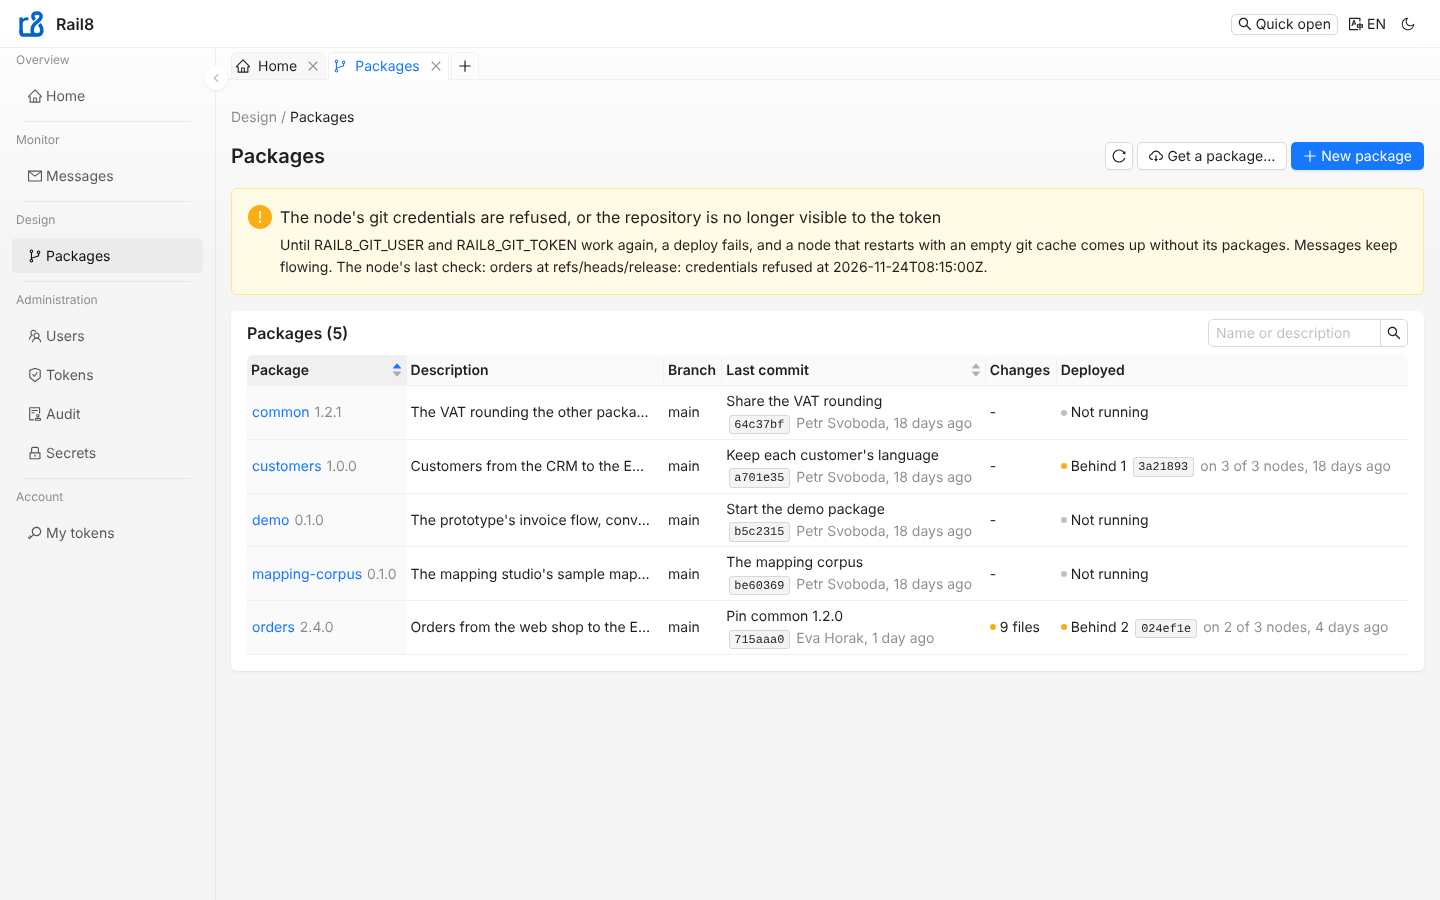 Rail8
Quick open
EN
Overview
Home
Monitor
Messages
Design
Packages
Administration
Users
Tokens
Audit
Secrets
Account
My tokens
Home
Packages
Design / Packages
Packages
Get a package...
New package
The node's git credentials are refused, or the repository is no longer visible to the token
Until RAIL8_GIT_USER and RAIL8_GIT_TOKEN work again, a deploy fails, and a node that restarts with an empty git cache comes up without its packages. Messages keep
flowing. The node's last check: orders at refs/heads/release: credentials refused at 2026-11-24T08:15:00Z.
Packages (5)
Name or description
Package Description Branch Last commit Changes Deployed
common 1.2.1 The VAT rounding the other packa... main Share the VAT rounding - Not running
64c37bf Petr Svoboda, 18 days ago
customers 1.0.0 Customers from the CRM to the E... main Keep each customer's language - Behind 1 3a21893 on 3 of 3 nodes, 18 days ago
a701e35 Petr Svoboda, 18 days ago
demo 0.1.0 The prototype's invoice flow, conv... main Start the demo package - Not running
b5c2315 Petr Svoboda, 18 days ago
mapping-corpus 0.1.0 The mapping studio's sample map... main The mapping corpus - Not running
be60369 Petr Svoboda, 18 days ago
orders 2.4.0 Orders from the web shop to the E... main Pin common 1.2.0 9 files Behind 2 024ef1e on 2 of 3 nodes, 4 days ago
715aaa0 Eva Horak, 1 day ago